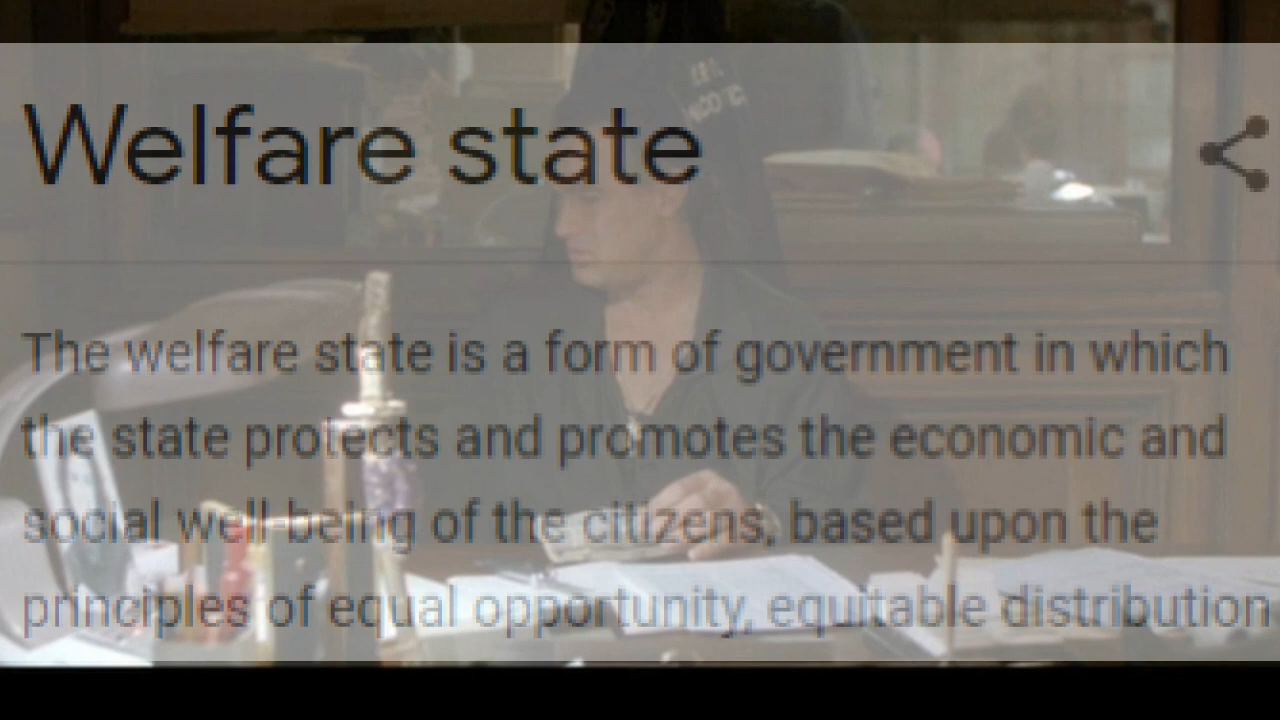 Welfare state
The welfare state is a form of government in which
the state protects and promotes the economic and
social well-being of the citizens, based upon the
principles of equal opportunity, equitable distribution